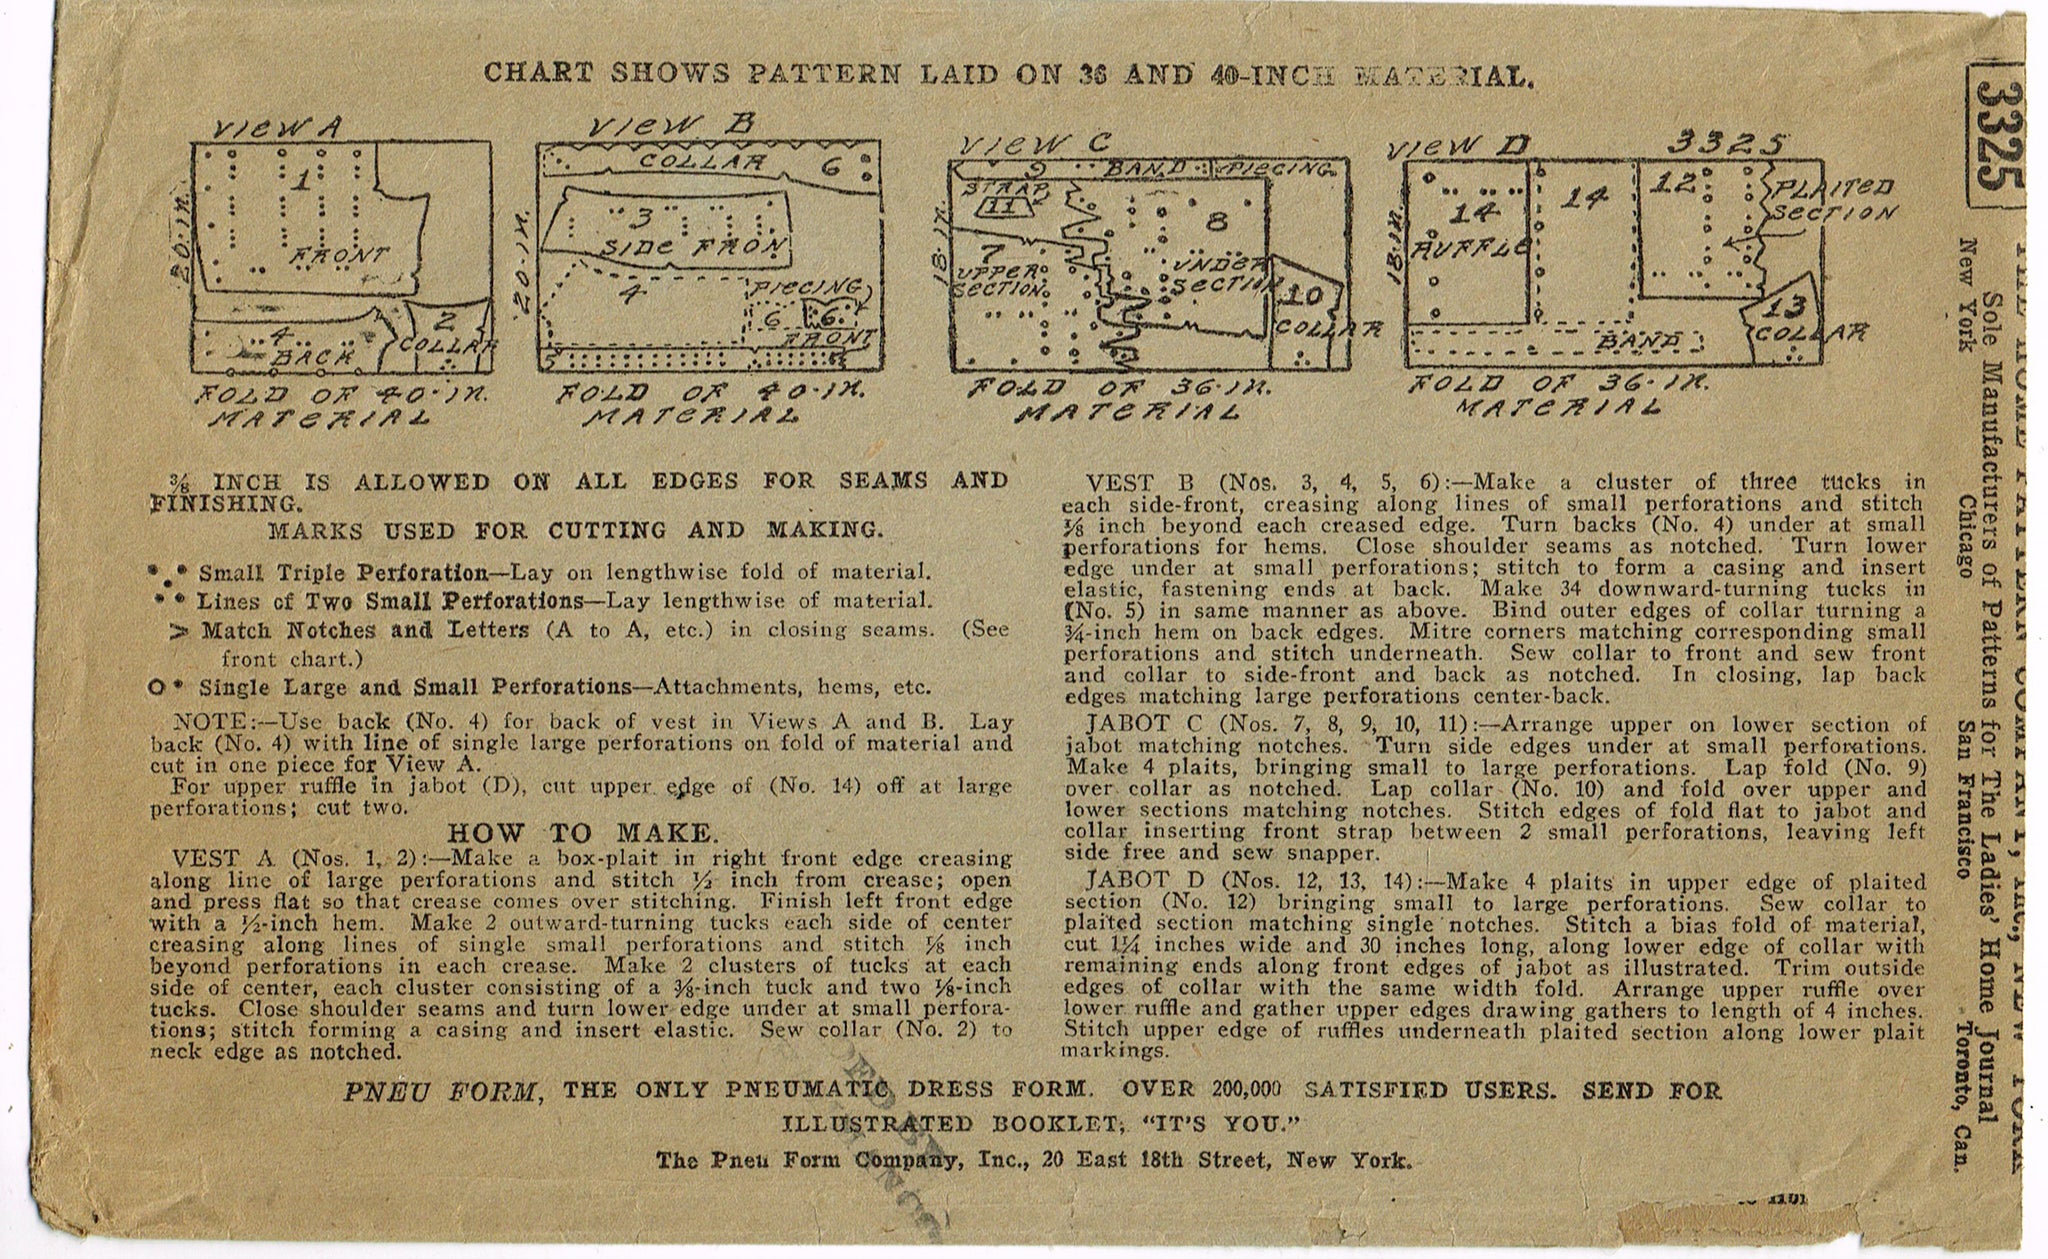 CHART SHOWS PATTERN LAID ON 36 AND 40-INCH MATERIAL.
VIEW A
20·IN.
1
FRONT
4
BACK
2
COLLAR
FOLD OF 40·IN.
MATERIAL
VIEW B
20·IN.
COLLAR 6
3
SIDE FRON
4
PIECING
6 6
FRONT
5
FOLD OF 40·IN.
MATERIAL
VIEW C
18·IN.
9 BAND PIECING
STRAP
11
8
7
UPPER
SECTION
UNDER
SECTION
10
COLLAR
FOLD OF 36·IN.
MATERIAL
VIEW D 3325
18·IN.
14
RUFFLE
14
12
PLAITED
SECTION
13
COLLAR
BAND
FOLD OF 36·IN.
MATERIAL
⅜ INCH IS ALLOWED ON ALL EDGES FOR SEAMS AND
FINISHING.
MARKS USED FOR CUTTING AND MAKING.
Small Triple Perforation—Lay on lengthwise fold of material.
Lines of Two Small Perforations—Lay lengthwise of material.
Match Notches and Letters (A to A, etc.) in closing seams. (See
front chart.)
Single Large and Small Perforations—Attachments, hems, etc.
NOTE:—Use back (No. 4) for back of vest in Views A and B. Lay
back (No. 4) with line of single large perforations on fold of material and
cut in one piece for View A.
For upper ruffle in jabot (D), cut upper edge of (No. 14) off at large
perforations; cut two.
HOW TO MAKE.
VEST A (Nos. 1, 2):—Make a box-plait in right front edge creasing
along line of large perforations and stitch ½ inch from crease; open
and press flat so that crease comes over stitching. Finish left front edge
with a ½-inch hem. Make 2 outward-turning tucks each side of center
creasing along lines of single small perforations and stitch ⅛ inch
beyond perforations in each crease. Make 2 clusters of tucks at each
side of center, each cluster consisting of a ⅜-inch tuck and two ⅛-inch
tucks. Close shoulder seams and turn lower edge under at small perfora-
tions; stitch forming a casing and insert elastic. Sew collar (No. 2) to
neck edge as notched.
VEST B (Nos. 3, 4, 5, 6):—Make a cluster of three tucks in
each side-front, creasing along lines of small perforations and stitch
⅛ inch beyond each creased edge. Turn backs (No. 4) under at small
perforations for hems. Close shoulder seams as notched. Turn lower
edge under at small perforations; stitch to form a casing and insert
elastic, fastening ends at back. Make 34 downward-turning tucks in
(No. 5) in same manner as above. Bind outer edges of collar turning a
¾-inch hem on back edges. Mitre corners matching corresponding small
perforations and stitch underneath. Sew collar to front and sew front
and collar to side-front and back as notched. In closing, lap back
edges matching large perforations center-back.
JABOT C (Nos. 7, 8, 9, 10, 11):—Arrange upper on lower section of
jabot matching notches. Turn side edges under at small perforations.
Make 4 plaits, bringing small to large perforations. Lap fold (No. 9)
over collar as notched. Lap collar (No. 10) and fold over upper and
lower sections matching notches. Stitch edges of fold flat to jabot and
collar inserting front strap between 2 small perforations, leaving left
side free and sew snapper.
JABOT D (Nos. 12, 13, 14):—Make 4 plaits in upper edge of plaited
section (No. 12) bringing small to large perforations. Sew collar to
plaited section matching single notches. Stitch a bias fold of material,
cut 1¼ inches wide and 30 inches long, along lower edge of collar with
remaining ends along front edges of jabot as illustrated. Trim outside
edges of collar with the same width fold. Arrange upper ruffle over
lower ruffle and gather upper edges drawing gathers to length of 4 inches.
Stitch upper edge of ruffles underneath plaited section along lower plait
markings.
PNEU FORM, THE ONLY PNEUMATIC DRESS FORM. OVER 200,000 SATISFIED USERS. SEND FOR
ILLUSTRATED BOOKLET, “IT'S YOU.”
The Pneu Form Company, Inc., 20 East 18th Street, New York.
3325
THE HOME PATTERN COMPANY, Inc., NEW YORK
Sole Manufacturers of Patterns for The Ladies' Home Journal
New York Chicago San Francisco Toronto, Can.